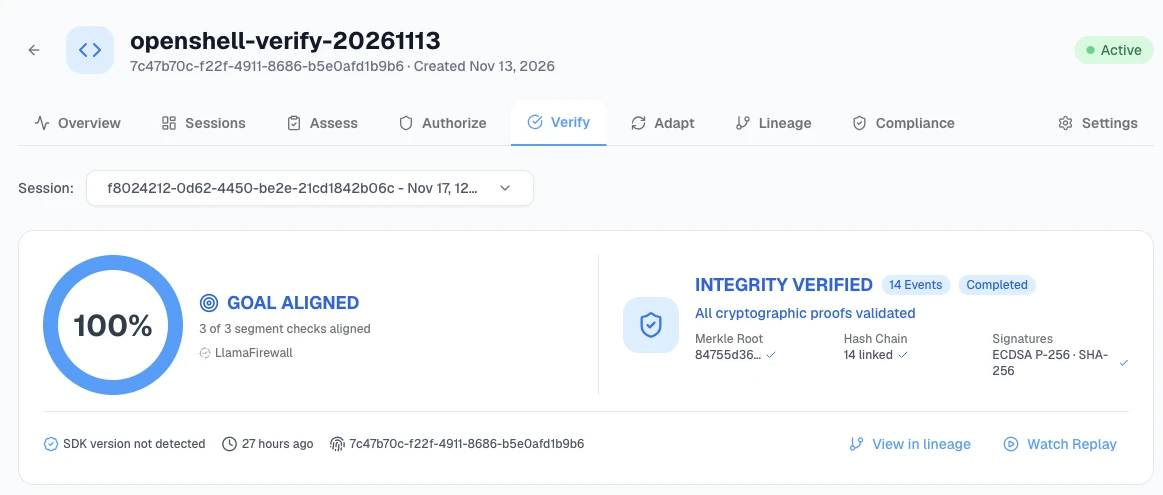 openshell-verify-20261113
7c47b70c-f22f-4911-8686-b5e0afd1b9b6 · Created Nov 13, 2026
Active
Overview
Sessions
Assess
Authorize
Verify
Adapt
Lineage
Compliance
Settings
Session:
f8024212-0d62-4450-be2e-21cd1842b06c - Nov 17, 12...
100%
GOAL ALIGNED
3 of 3 segment checks aligned
LlamaFirewall
INTEGRITY VERIFIED
14 Events
Completed
All cryptographic proofs validated
Merkle Root
84755d36...
Hash Chain
14 linked
Signatures
ECDSA P-256 · SHA-
256
SDK version not detected
27 hours ago
7c47b70c-f22f-4911-8686-b5e0afd1b9b6
View in lineage
Watch Replay